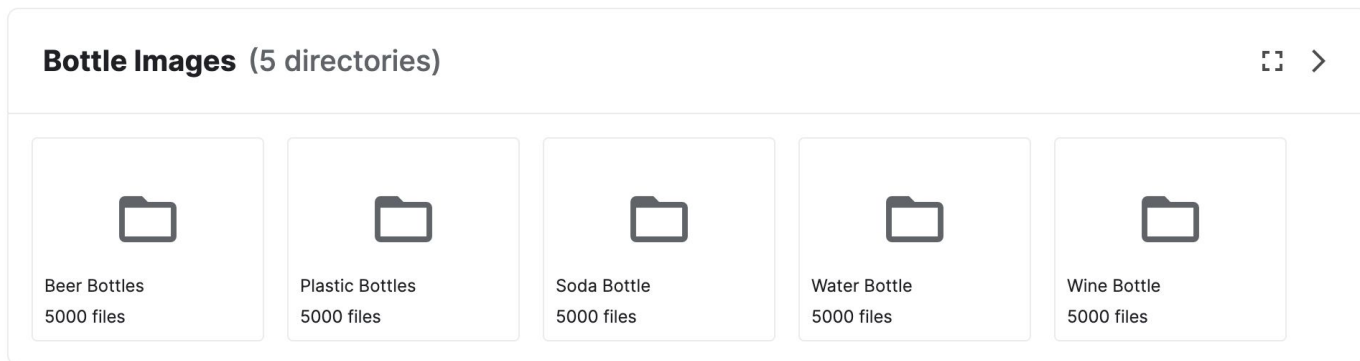 Bottle Images (5 directories)
Beer Bottles
5000 files
Plastic Bottles
5000 files
Soda Bottle
5000 files
Water Bottle
5000 files
Wine Bottle
5000 files